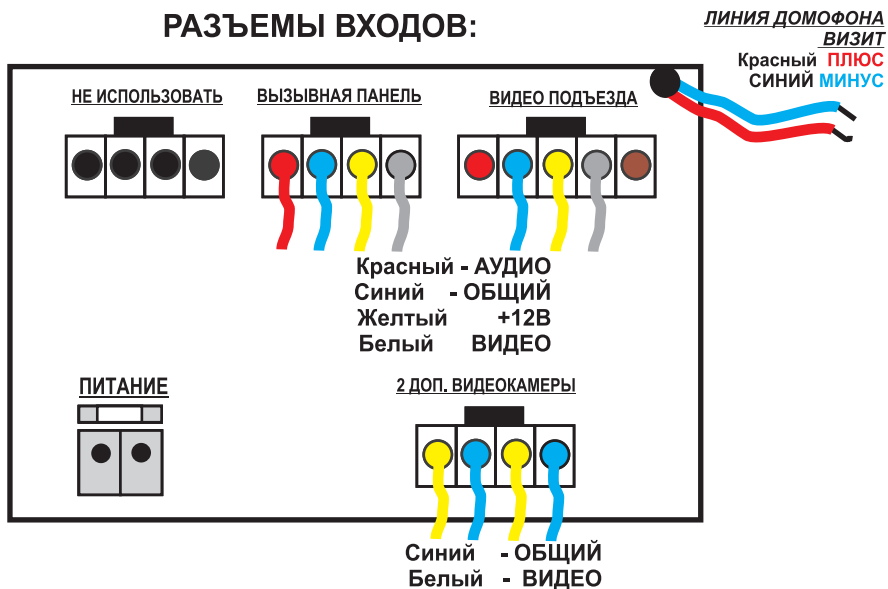 РАЗЪЕМЫ ВХОДОВ:
ЛИНИЯ ДОМОФОНА
ВИЗИТ
Красный ПЛЮС
СИНИЙ МИНУС
НЕ ИСПОЛЬЗОВАТЬ
ВЫЗЫВНАЯ ПАНЕЛЬ
ВИДЕО ПОДЪЕЗДА
Красный - АУДИО
Синий - ОБЩИЙ
Желтый +12В
Белый ВИДЕО
ПИТАНИЕ
2 ДОП. ВИДЕОКАМЕРЫ
Синий - ОБЩИЙ
Белый - ВИДЕО